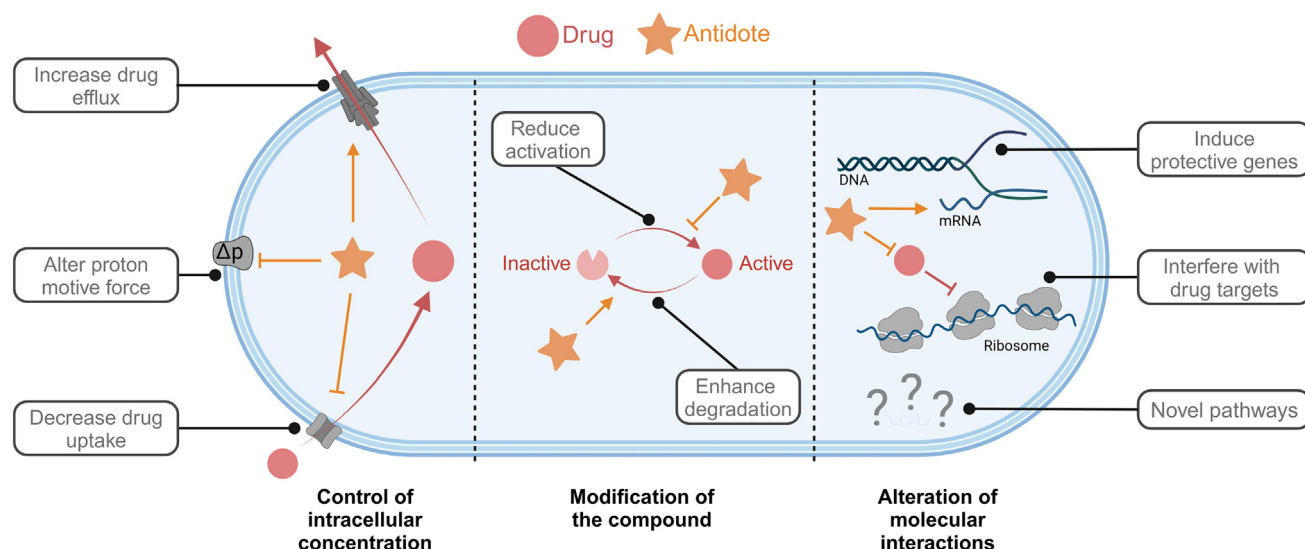 Drug
Antidote
Increase drug
efflux
Alter proton
motive force
Decrease drug
uptake
Δp
Reduce
activation
Inactive
Active
Enhance
degradation
DNA
mRNA
Ribosome
? ? ?
Induce
protective genes
Interfere with
drug targets
Novel pathways
Control of
intracellular
concentration
Modification of
the compound
Alteration of
molecular
interactions